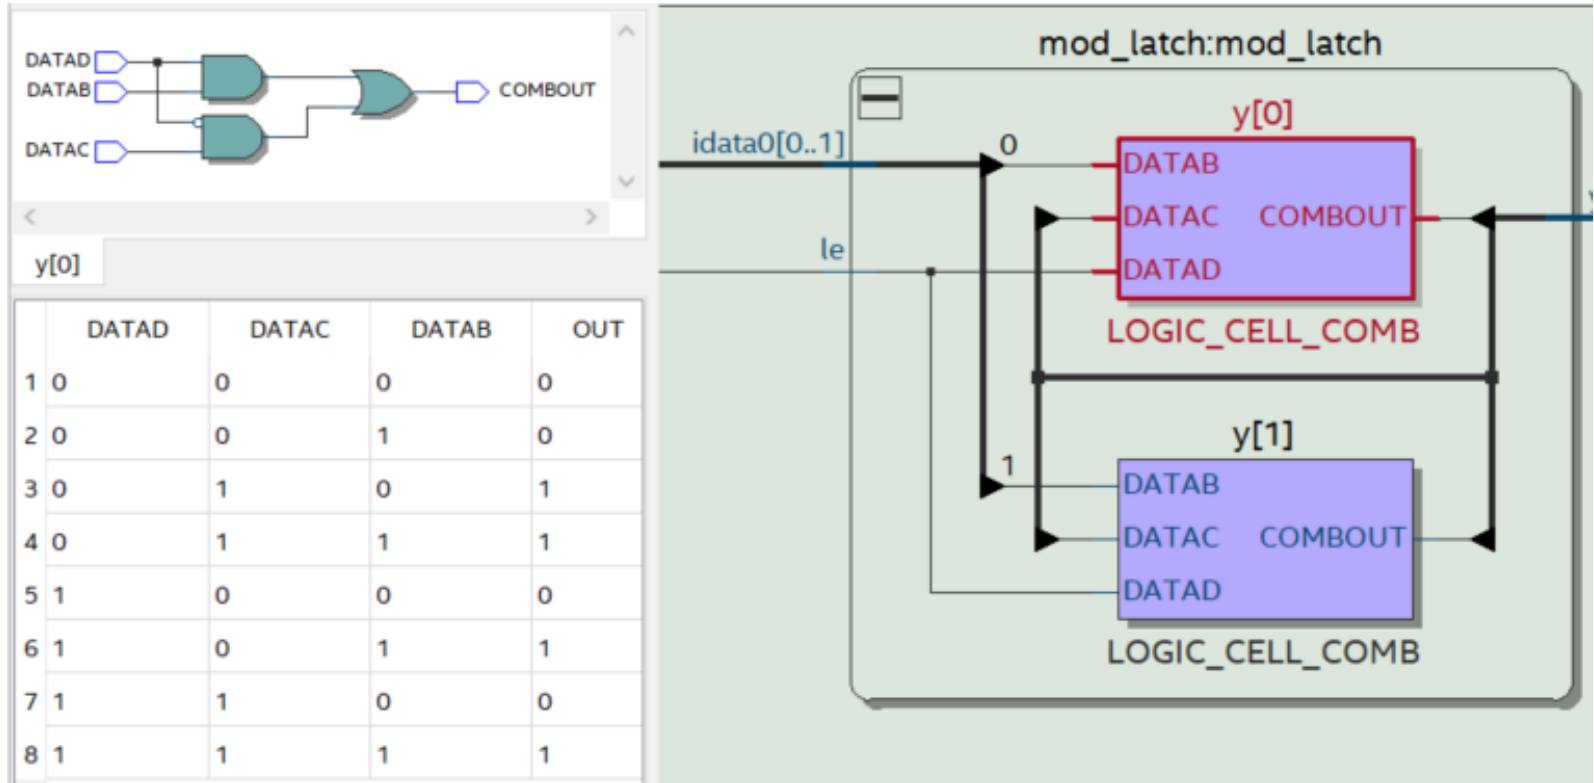 DATAD
DATAB
COMBOUT
DATAC
y[0]
DATAD DATAC DATAB OUT
1 0 0 0 0
2 0 0 1 0
3 0 1 0 1
4 0 1 1 1
5 1 0 0 0
6 1 0 1 1
7 1 1 0 0
8 1 1 1 1
mod_latch:mod_latch
idata0[0..1]
le
0
y[0]
DATAB
DATAC COMBOUT
DATAD
LOGIC_CELL_COMB
1
y[1]
DATAB
DATAC COMBOUT
DATAD
LOGIC_CELL_COMB